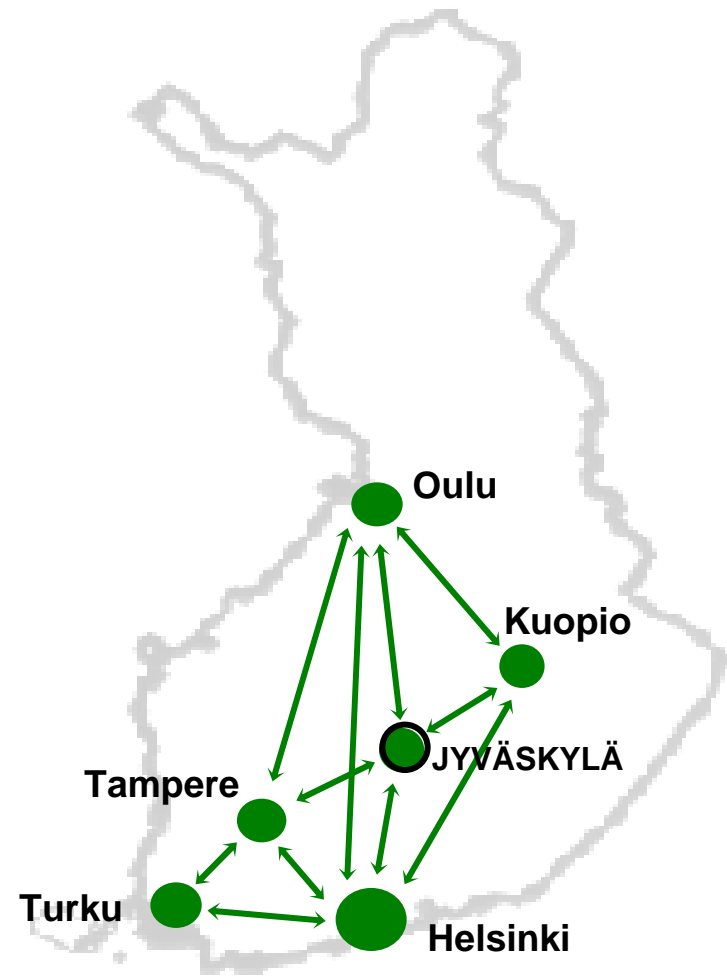 Oulu
Kuopio
JYVÄSKYLÄ
Tampere
Turku
Helsinki